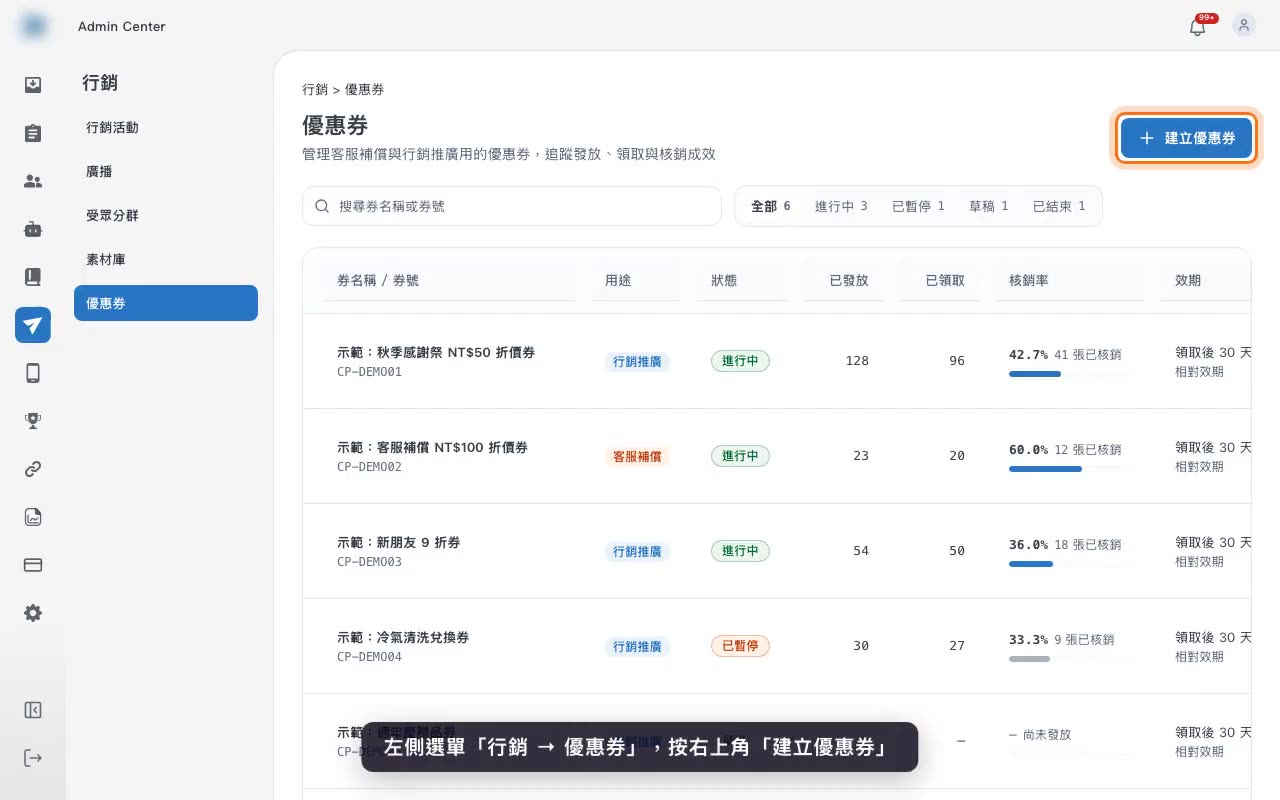 Admin Center
99+
行銷
行銷活動
廣播
受眾分群
素材庫
優惠券
行銷 > 優惠券
優惠券
管理客服補償與行銷推廣用的優惠券，追蹤發放、領取與核銷成效
建立優惠券
搜尋券名稱或券號
全部 6 進行中 3 已暫停 1 草稿 1 已結束 1
券名稱 / 券號 用途 狀態 已發放 已領取 核銷率 效期
示範：秋季感謝祭 NT$50 折價券
CP-DEMO01
行銷推廣 進行中 128 96 42.7% 41 張已核銷
領取後 30 天
相對效期
示範：客服補償 NT$100 折價券
CP-DEMO02
客服補償 進行中 23 20 60.0% 12 張已核銷
領取後 30 天
相對效期
示範：新朋友 9 折券
CP-DEMO03
行銷推廣 進行中 54 50 36.0% 18 張已核銷
領取後 30 天
相對效期
示範：冷氣清洗兌換券
CP-DEMO04
行銷推廣 已暫停 30 27 33.3% 9 張已核銷
領取後 30 天
相對效期
– – 尚未發放
領取後 30 天
相對效期
左側選單「行銷 → 優惠券」，按右上角「建立優惠券」